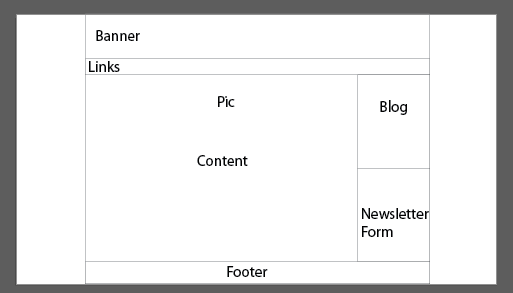 Banner
Links
Pic
Blog
Content
Newsletter
Form
Footer